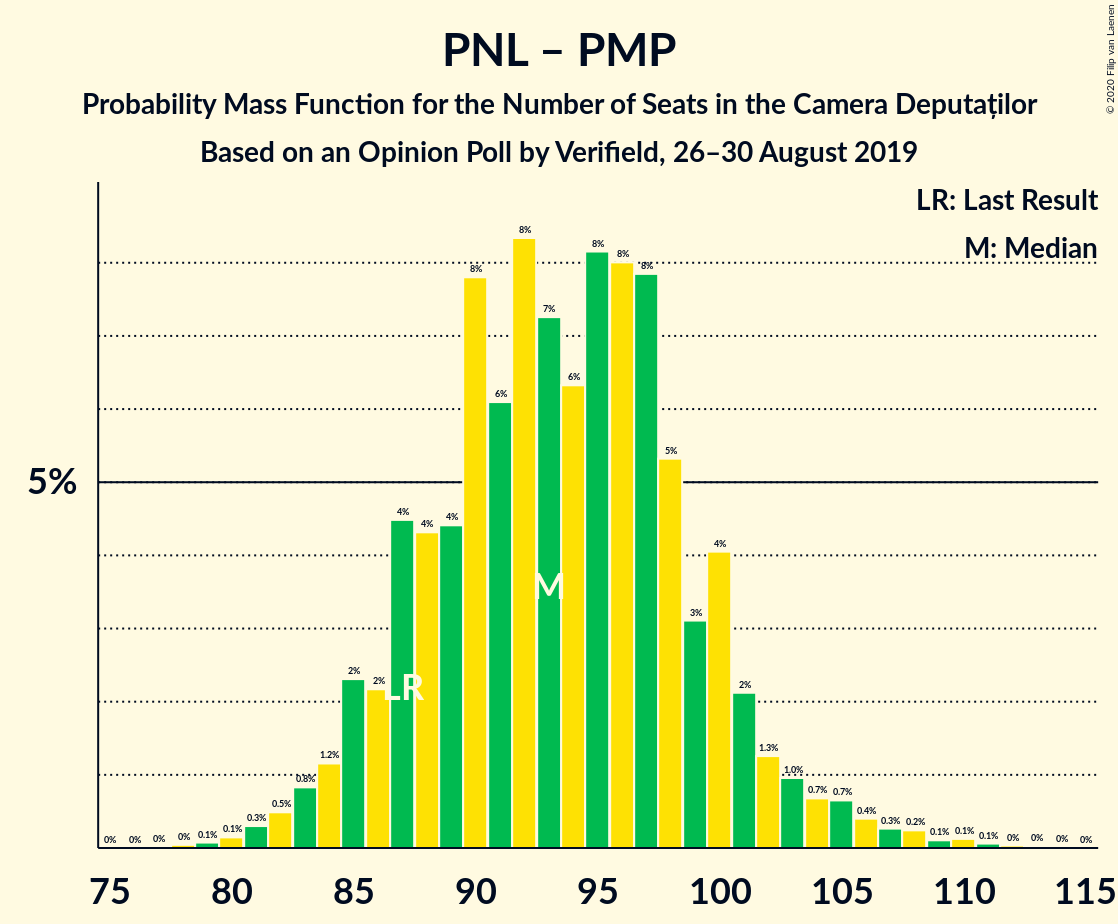 PNL – PMP
Probability Mass Function for the Number of Seats in the Camera Deputaților
Based on an Opinion Poll by Verifield, 26–30 August 2019
© 2020 Filip van Laenen
LR: Last Result
M: Median
5%
0% 0% 0% 0% 0.1% 0.1% 0.3% 0.5% 0.8% 1.2% 2% 2% 4% 4% 4% 8% 6% 8% 7% 6% 8% 8% 8% 5% 3% 4% 2% 1.3% 1.0% 0.7% 0.7% 0.4% 0.3% 0.2% 0.1% 0.1% 0.1% 0% 0% 0% 0%
M
LR
75 80 85 90 95 100 105 110 115